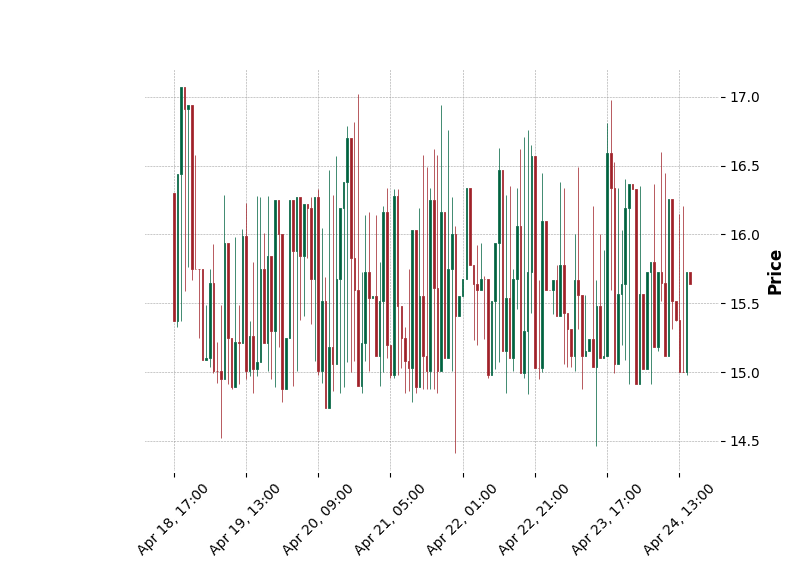 17.0
16.5
16.0
15.5
15.0
14.5
Price
Apr 18, 17:00
Apr 19, 13:00
Apr 20, 09:00
Apr 21, 05:00
Apr 22, 01:00
Apr 22, 21:00
Apr 23, 17:00
Apr 24, 13:00